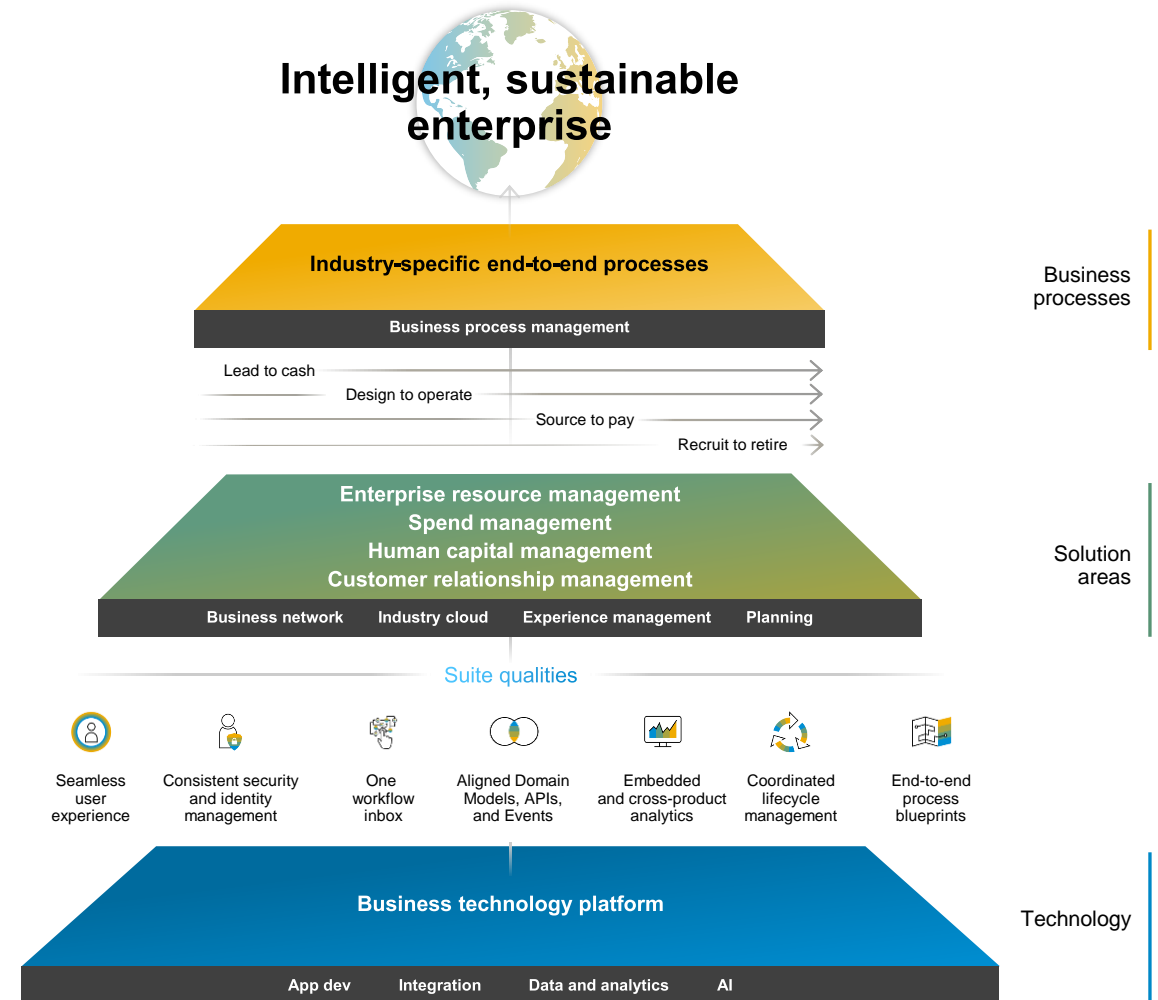 Intelligent, sustainable
enterprise
Industry-specific end-to-end processes
Business process management
Business
processes
Lead to cash
Design to operate
Source to pay
Recruit to retire
Enterprise resource management
Spend management
Human capital management
Customer relationship management
Business network Industry cloud Experience management Planning
Solution
areas
Suite qualities
Seamless
user
experience
Consistent security
and identity
management
One
workflow
inbox
Aligned Domain
Models, APIs,
and Events
Embedded
and cross-product
analytics
Coordinated
lifecycle
management
End-to-end
process
blueprints
Business technology platform
Technology
App dev Integration Data and analytics AI